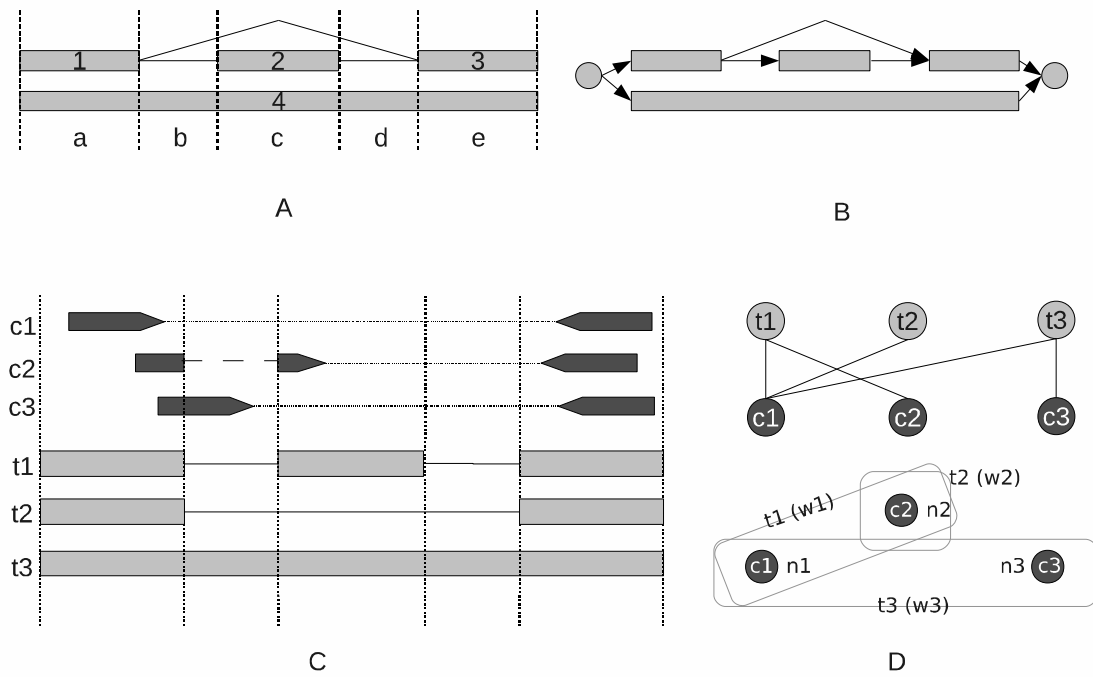 1 2 3
4
a b c d e
A
B
c1
c2
c3
t1
t2
t3
C
t1 t2 t3
c1 c2 c3
t1 (w1)
t2 (w2)
c2 n2
c1 n1
n3 c3
t3 (w3)
D